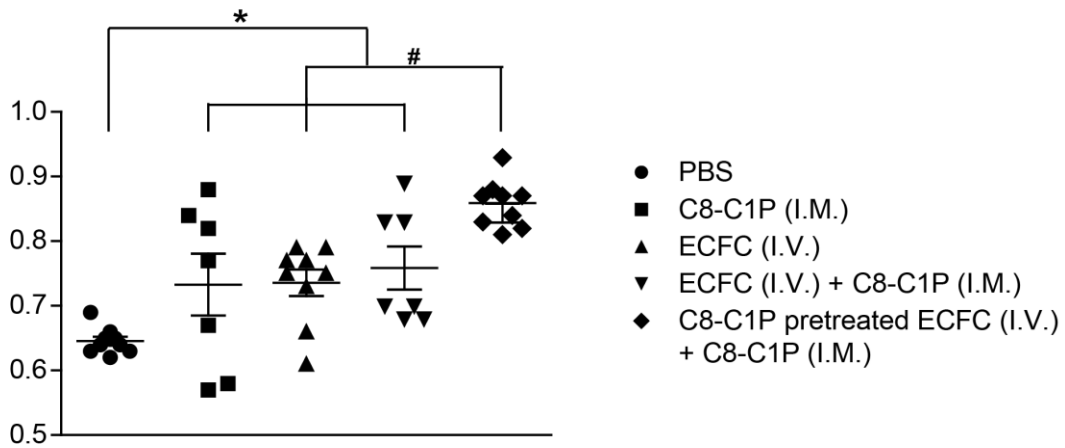 *
#
1.0
0.9
0.8
0.7
0.6
0.5
PBS
C8-C1P (I.M.)
ECFC (I.V.)
ECFC (I.V.) + C8-C1P (I.M.)
C8-C1P pretreated ECFC (I.V.)
+ C8-C1P (I.M.)